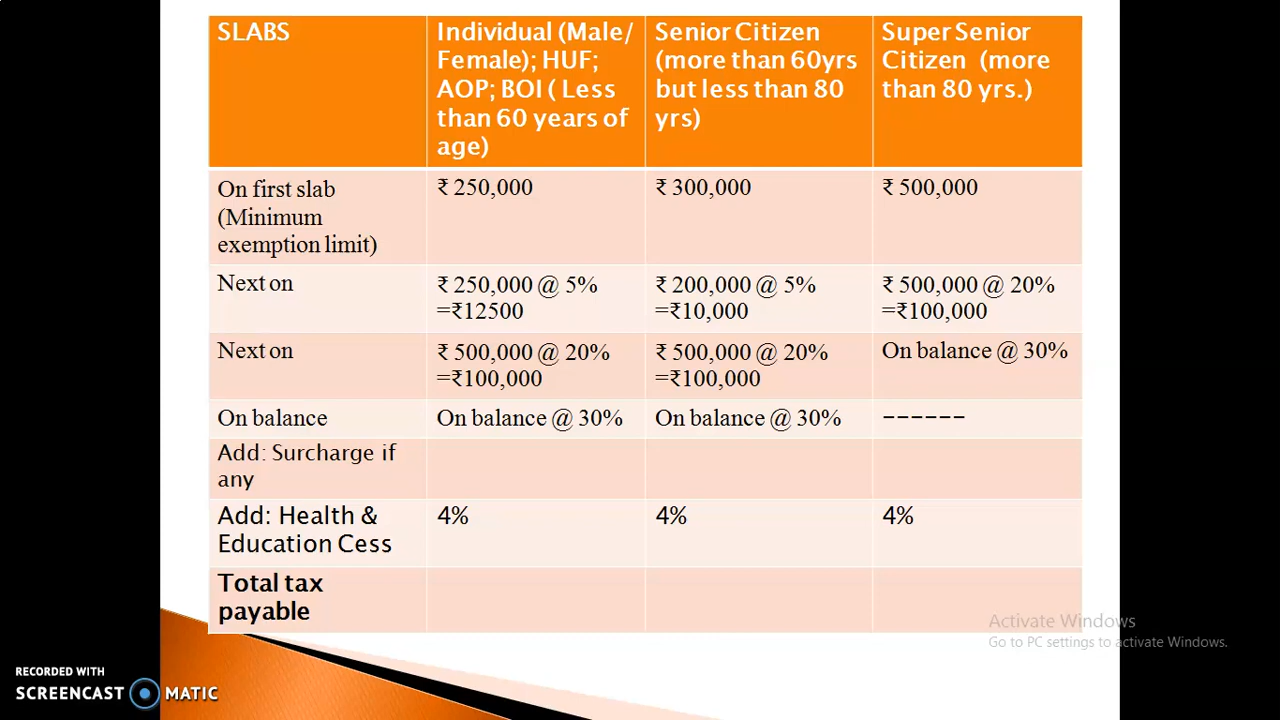 SLABS
Individual (Male/
Female); HUF;
AOP; BOI ( Less
than 60 years of
age)
Senior Citizen
(more than 60yrs
but less than 80
yrs)
Super Senior
Citizen (more
than 80 yrs.)
On first slab
(Minimum
exemption limit)
₹ 250,000
₹ 300,000
₹ 500,000
Next on
₹ 250,000 @ 5%
=₹12500
₹ 200,000 @ 5%
=₹10,000
₹ 500,000 @ 20%
=₹100,000
Next on
₹ 500,000 @ 20%
=₹100,000
₹ 500,000 @ 20%
=₹100,000
On balance @ 30%
On balance
On balance @ 30%
On balance @ 30%
------
Add: Surcharge if
any
Add: Health &
Education Cess
4%
4%
4%
Total tax
payable
Activate Windows
Go to PC settings to activate Windows.
RECORDED WITH
SCREENCAST MATIC